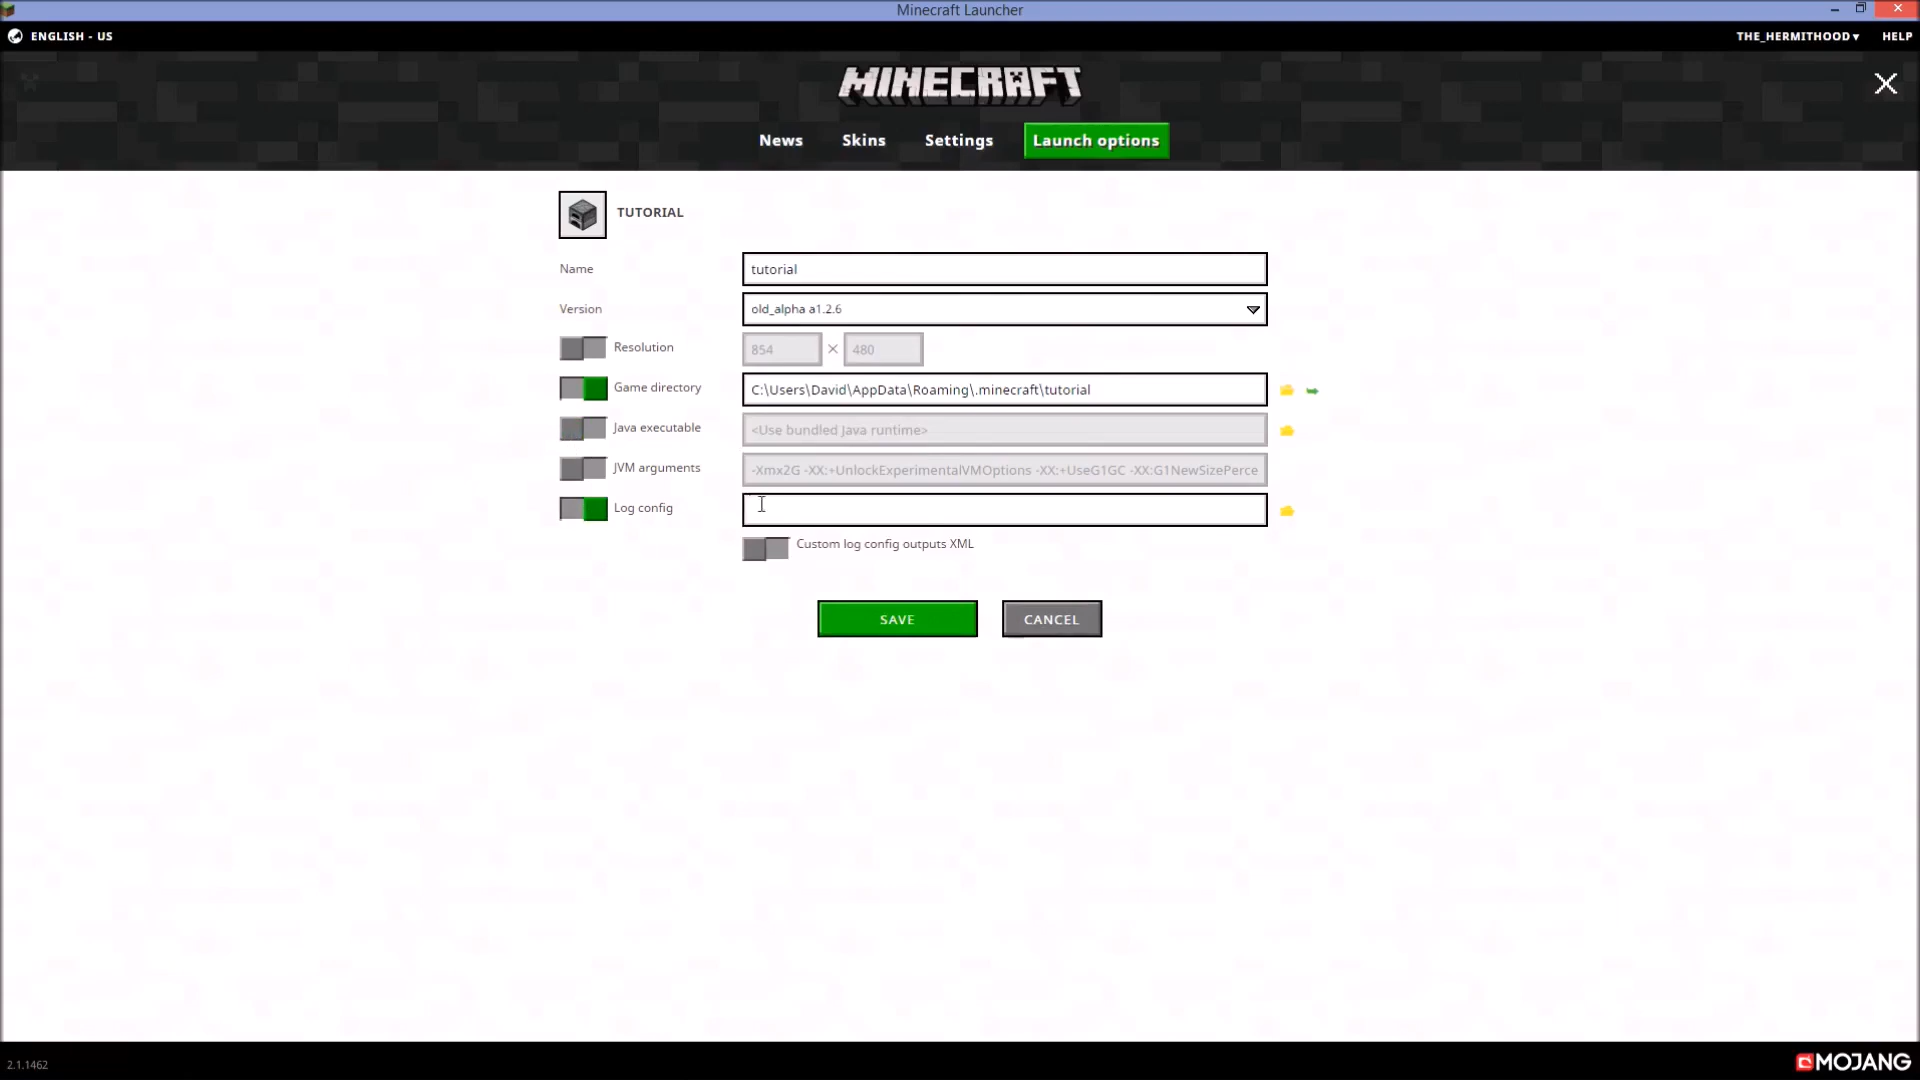 Minecraft Launcher
ENGLISH - US
THE_HERMITHOOD▾ HELP
MINECRAFT
News Skins Settings Launch options
TUTORIAL
Name tutorial
Version old_alpha a1.2.6
Resolution 854 × 480
Game directory C:\Users\David\AppData\Roaming\.minecraft\tutorial
Java executable <Use bundled Java runtime>
JVM arguments -Xmx2G -XX:+UnlockExperimentalVMOptions -XX:+UseG1GC -XX:G1NewSizePerce
Log config
Custom log config outputs XML
SAVE CANCEL
2.1.1462
MOJANG